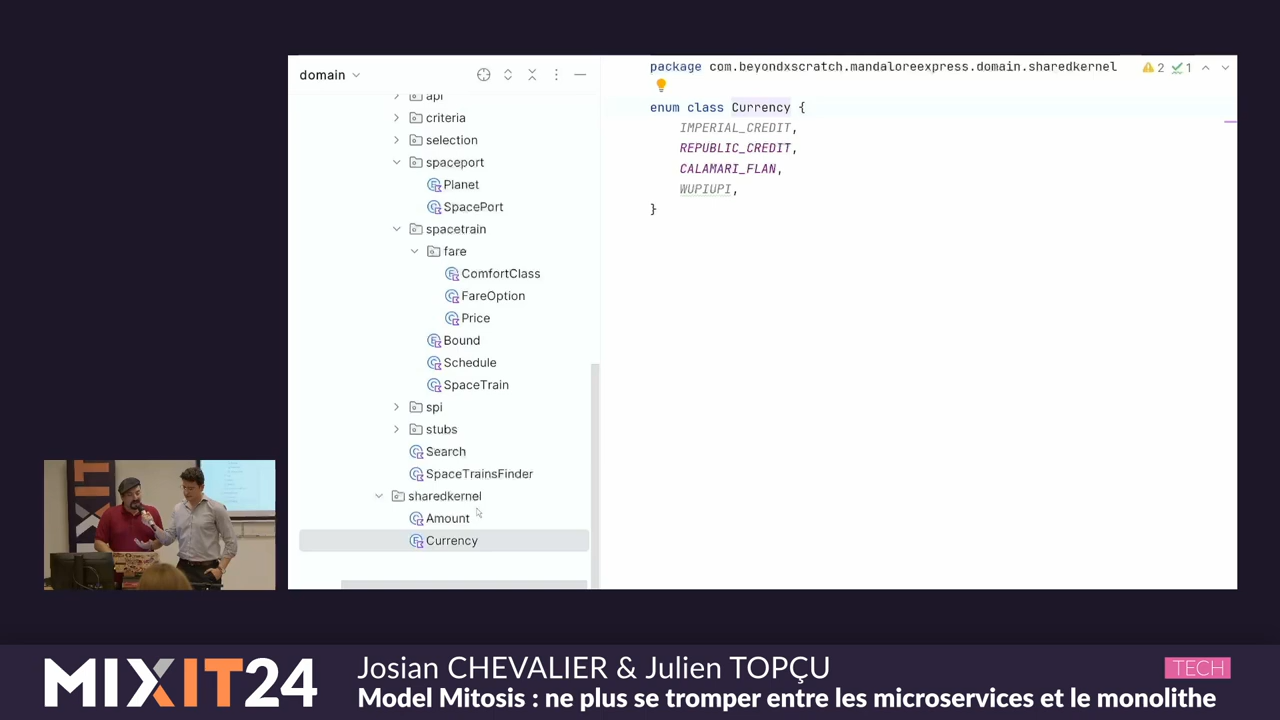 domain
api
criteria
selection
spaceport
Planet
SpacePort
spacetrain
fare
ComfortClass
FareOption
Price
Bound
Schedule
SpaceTrain
spi
stubs
Search
SpaceTrainsFinder
sharedkernel
Amount
Currency
package com.beyondxscratch.mandaloreexpress.domain.sharedkernel
2 1
enum class Currency {
IMPERIAL_CREDIT,
REPUBLIC_CREDIT,
CALAMARI_FLAN,
WUPIUPI,
}
MIXIT
MIXIT24
Josian CHEVALIER & Julien TOPÇU
TECH
Model Mitosis : ne plus se tromper entre les microservices et le monolithe